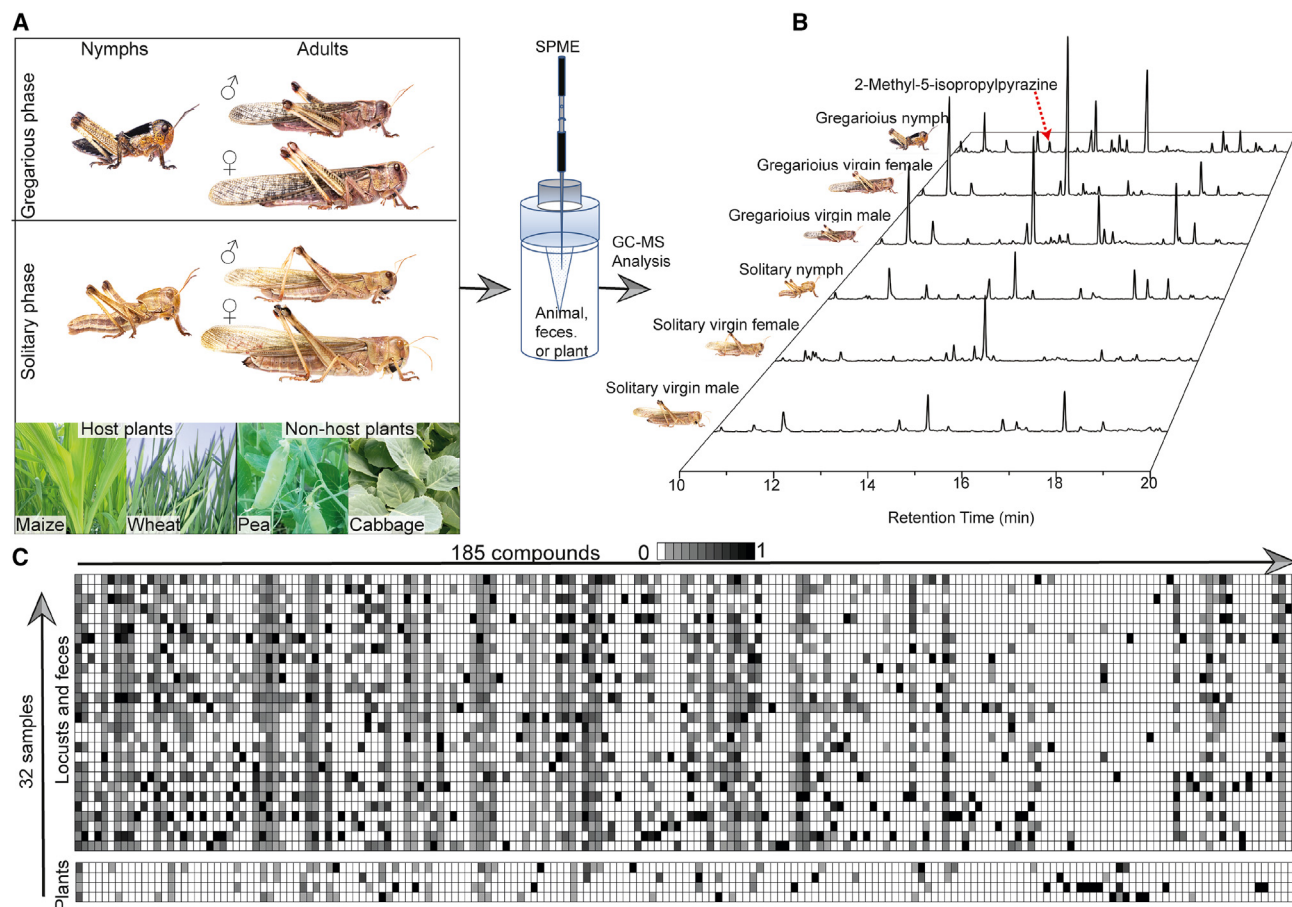 A
Nymphs
Adults
Gregarious phase
♂
♀
Solitary phase
♂
♀
Host plants
Non-host plants
Maize
Wheat
Pea
Cabbage
SPME
Animal,
feces.
or plant
GC-MS
Analysis
B
2-Methyl-5-isopropylpyrazine
Gregarioius nymph
Gregarioius virgin female
Gregarioius virgin male
Solitary nymph
Solitary virgin female
Solitary virgin male
10
12
14
16
18
20
Retention Time (min)
C
185 compounds
0
1
32 samples
Locusts and feces
Plants